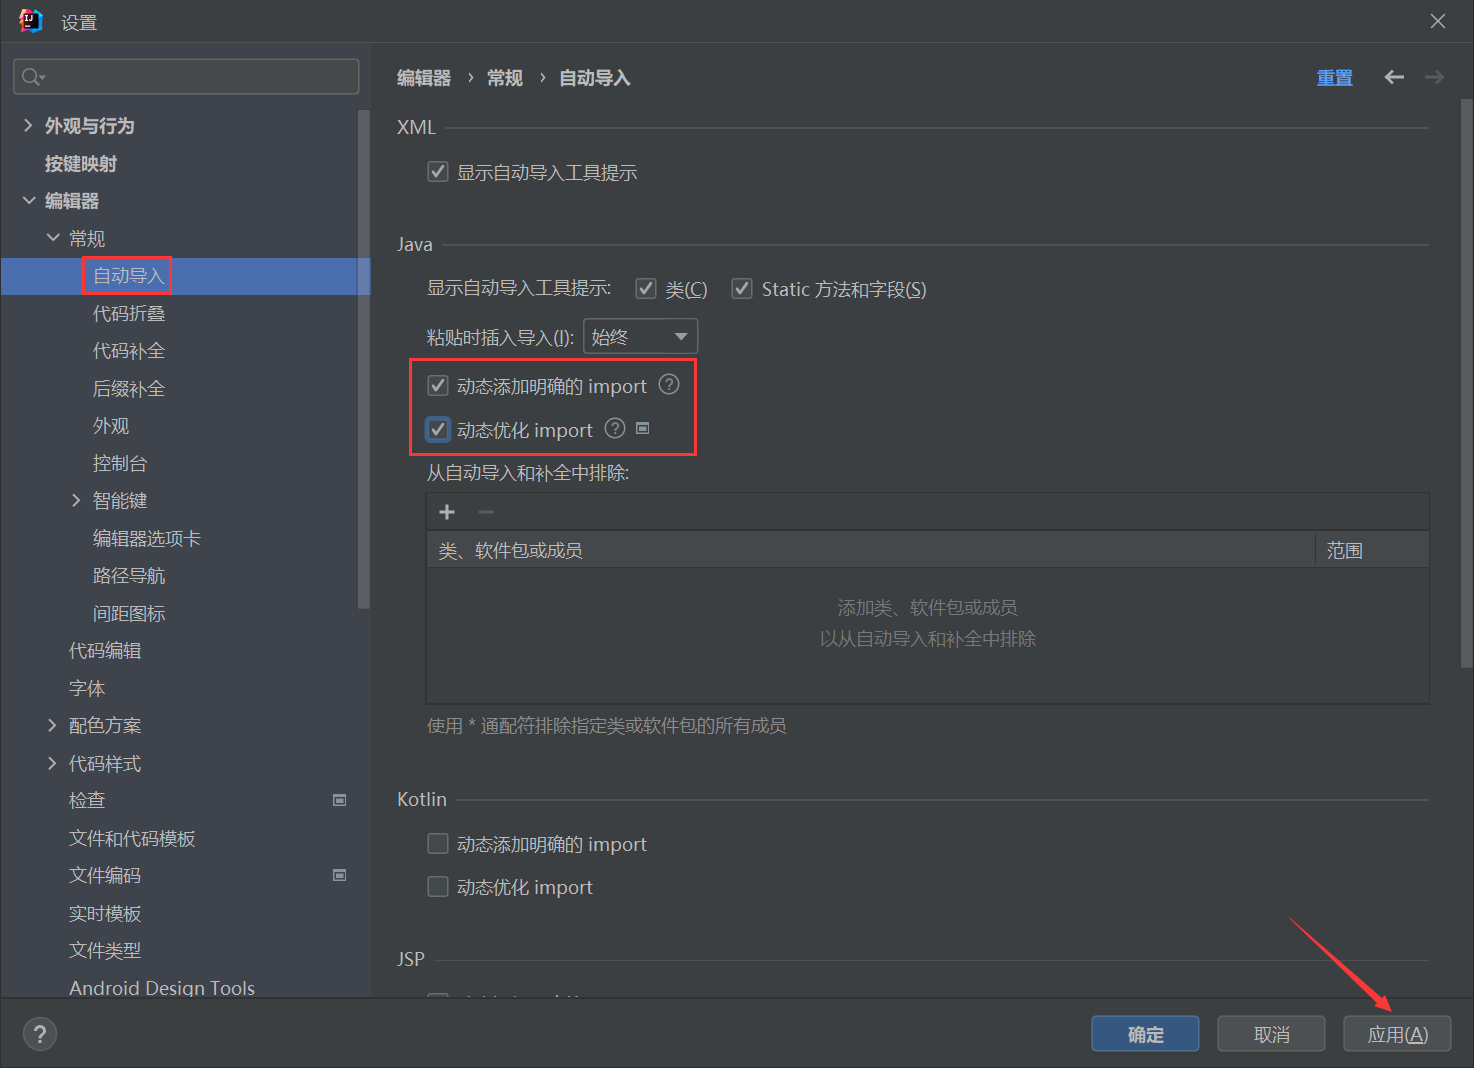 设置
编辑器 › 常规 › 自动导入
重置
外观与行为
按键映射
编辑器
常规
自动导入
代码折叠
代码补全
后缀补全
外观
控制台
智能键
编辑器选项卡
路径导航
间距图标
代码编辑
字体
配色方案
代码样式
检查
文件和代码模板
文件编码
实时模板
文件类型
Android Design Tools
XML
显示自动导入工具提示
Java
显示自动导入工具提示: 类(C) Static 方法和字段(S)
粘贴时插入导入(I): 始终
动态添加明确的 import ?
动态优化 import ?
从自动导入和补全中排除:
类、软件包或成员 范围
添加类、软件包或成员
以从自动导入和补全中排除
使用 * 通配符排除指定类或软件包的所有成员
Kotlin
动态添加明确的 import
动态优化 import
JSP
? 确定 取消 应用(A)